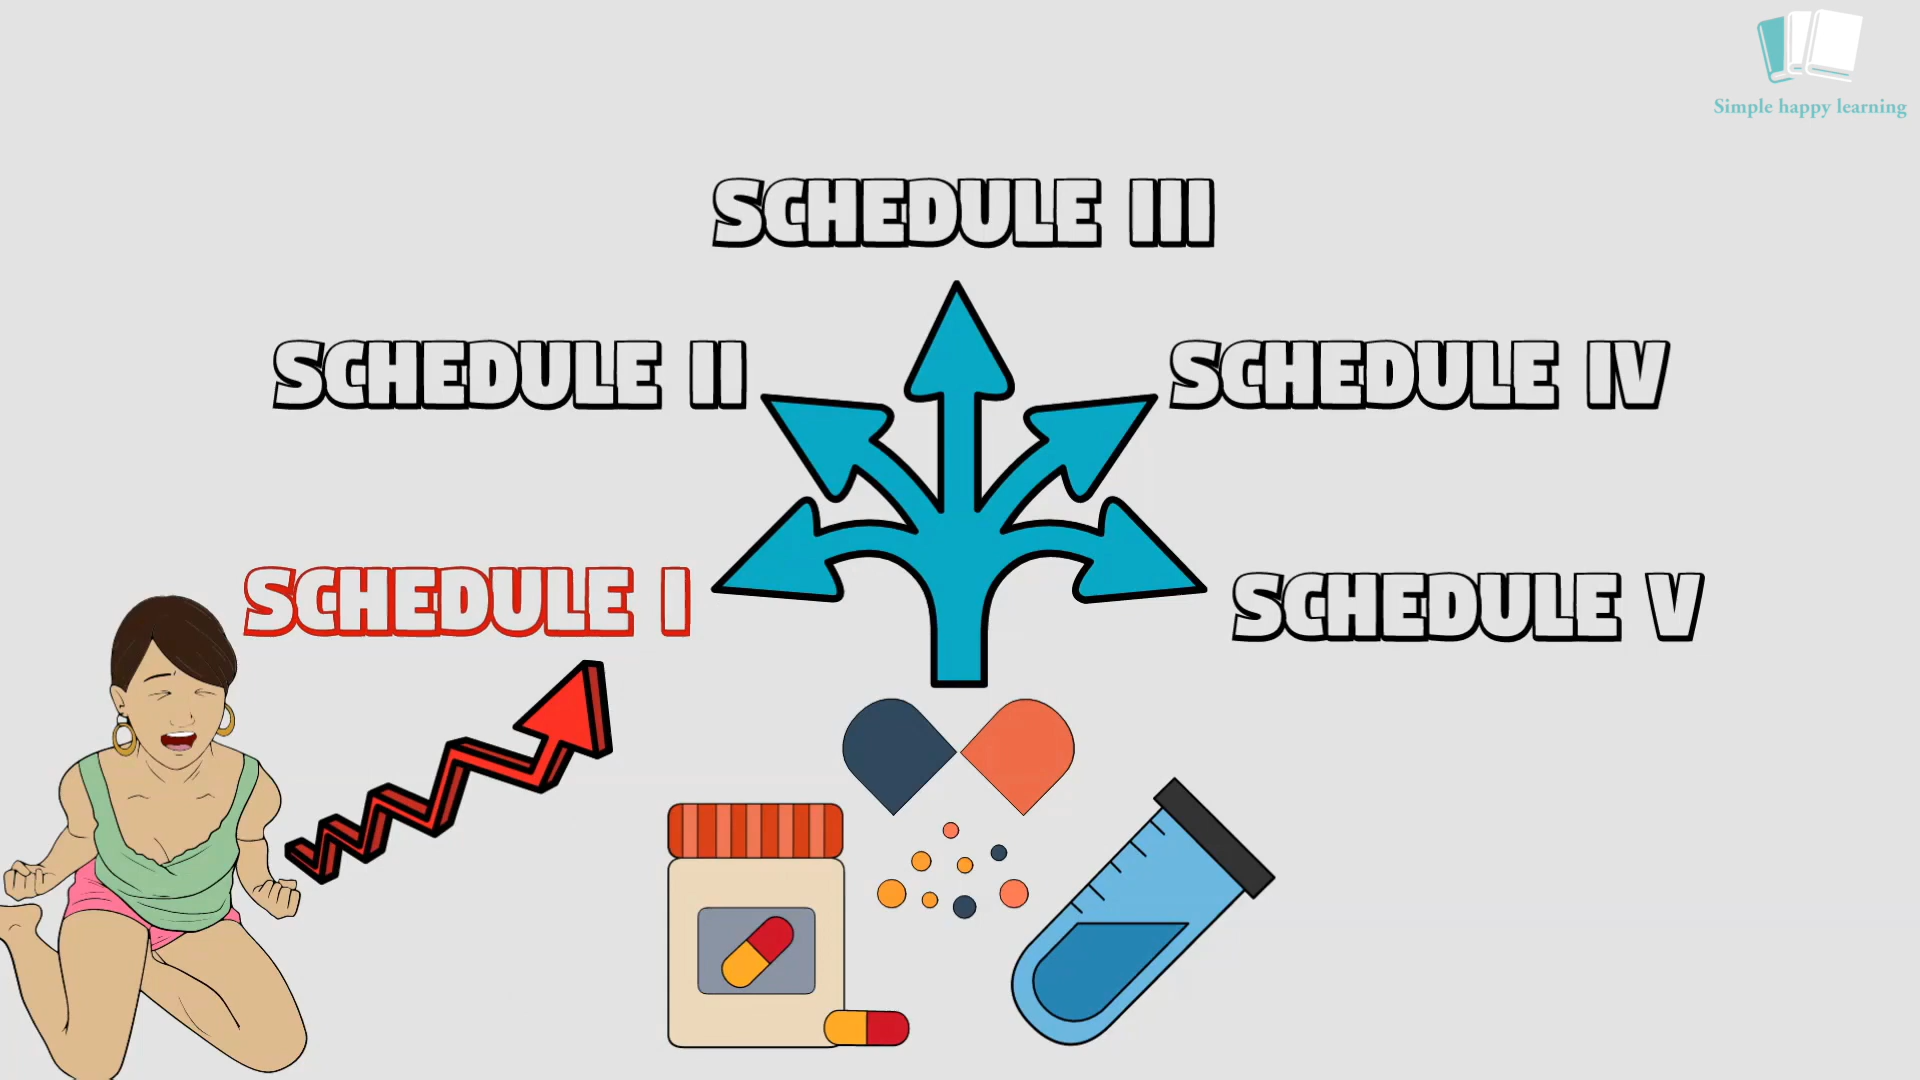 Simple happy learning
SCHEDULE III
SCHEDULE II
SCHEDULE IV
SCHEDULE I
SCHEDULE V